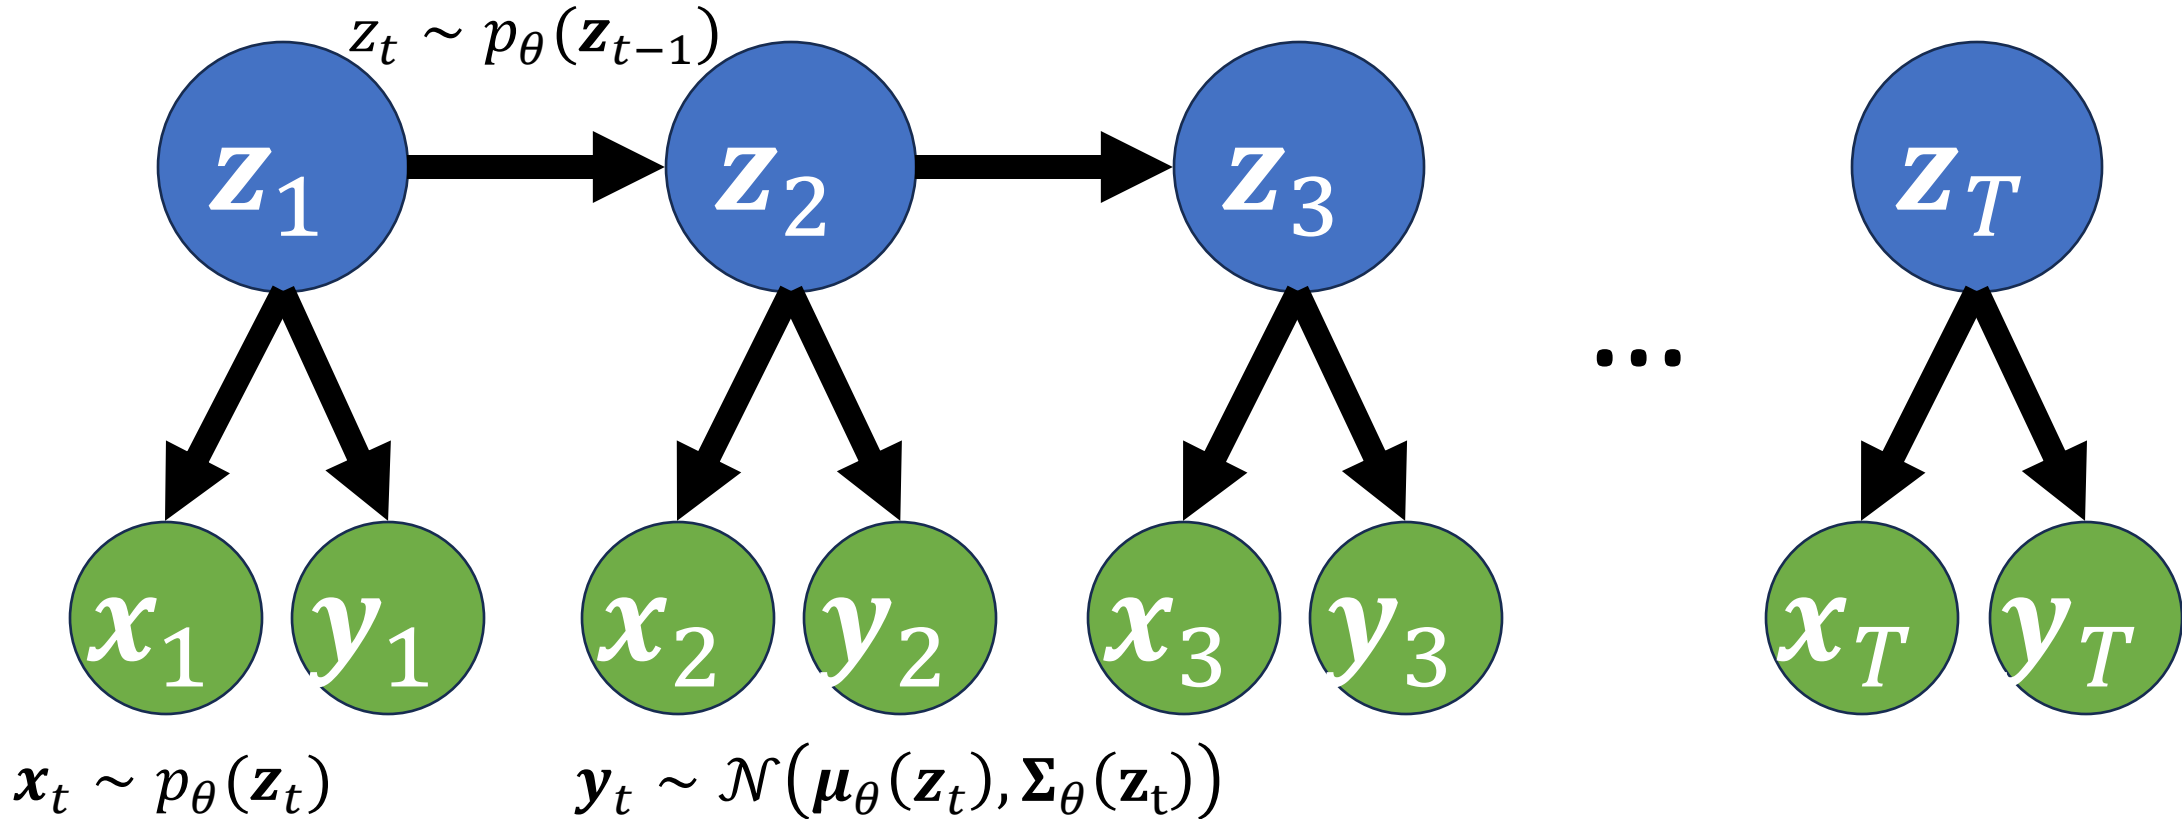 z_t ~ p_θ(z_{t−1})
z_1 z_2 z_3 z_T
...
x_1 y_1 x_2 y_2 x_3 y_3 x_T y_T
x_t ~ p_θ(z_t) y_t ~ 𝒩(μ_θ(z_t), Σ_θ(z_t))